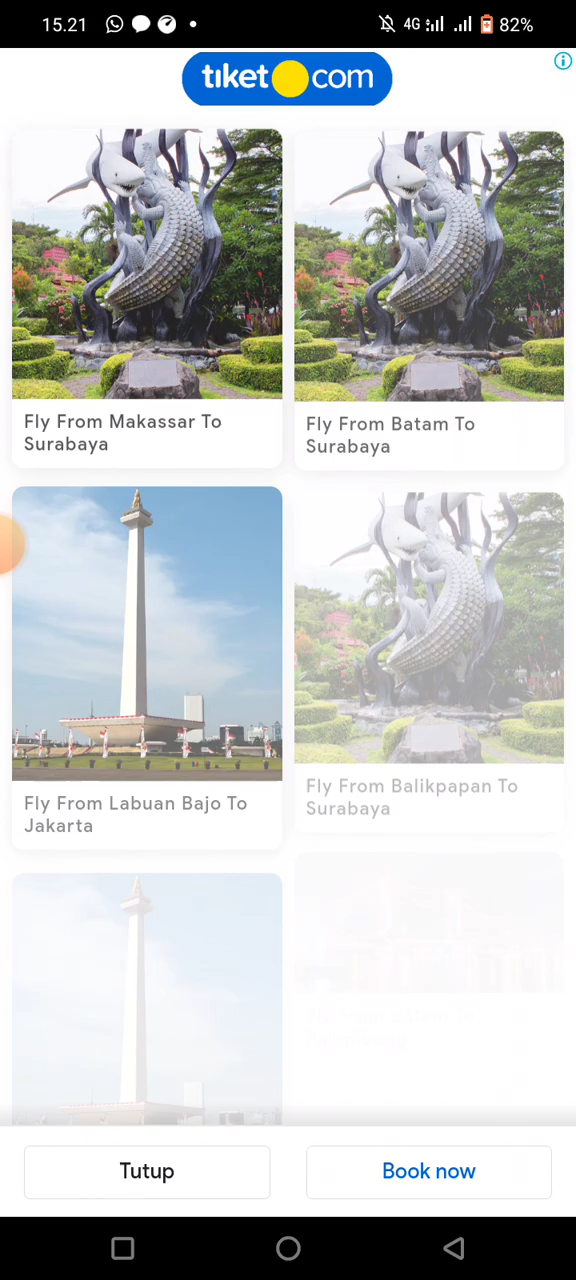 15.21
4G
82%
tiket com
Fly From Makassar To
Surabaya
Fly From Batam To
Surabaya
Fly From Labuan Bajo To
Jakarta
Fly From Balikpapan To
Surabaya
Tutup
Book now